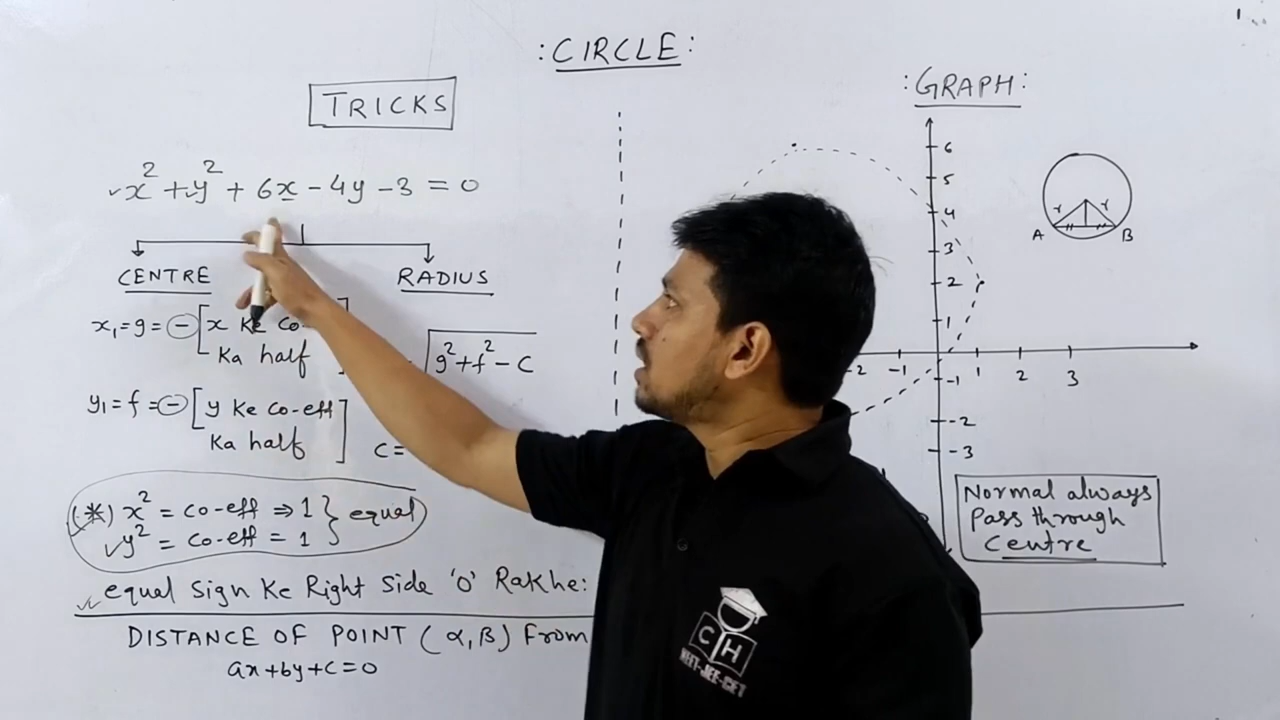 : CIRCLE :
TRICKS
x² + y² + 6x - 4y - 3 = 0
CENTRE
RADIUS
x₁ = g = - [ x Ke Co-
Ka half ]
√g² + f² - C
y₁ = f = - [ y Ke Co-eff
Ka half ]
C =
(*) x² = co-eff ⇒ 1 } equal
y² = co-eff = 1
equal Sign Ke Right Side 'O' Rakhe:
DISTANCE OF POINT (α, β) From
ax + by + c = 0
: GRAPH :
6
5
4
3
2
1
-2 -1 1 2 3
-1
-2
-3
r r
A B
Normal always
Pass through
Centre
C H
NEET-JEE-CET